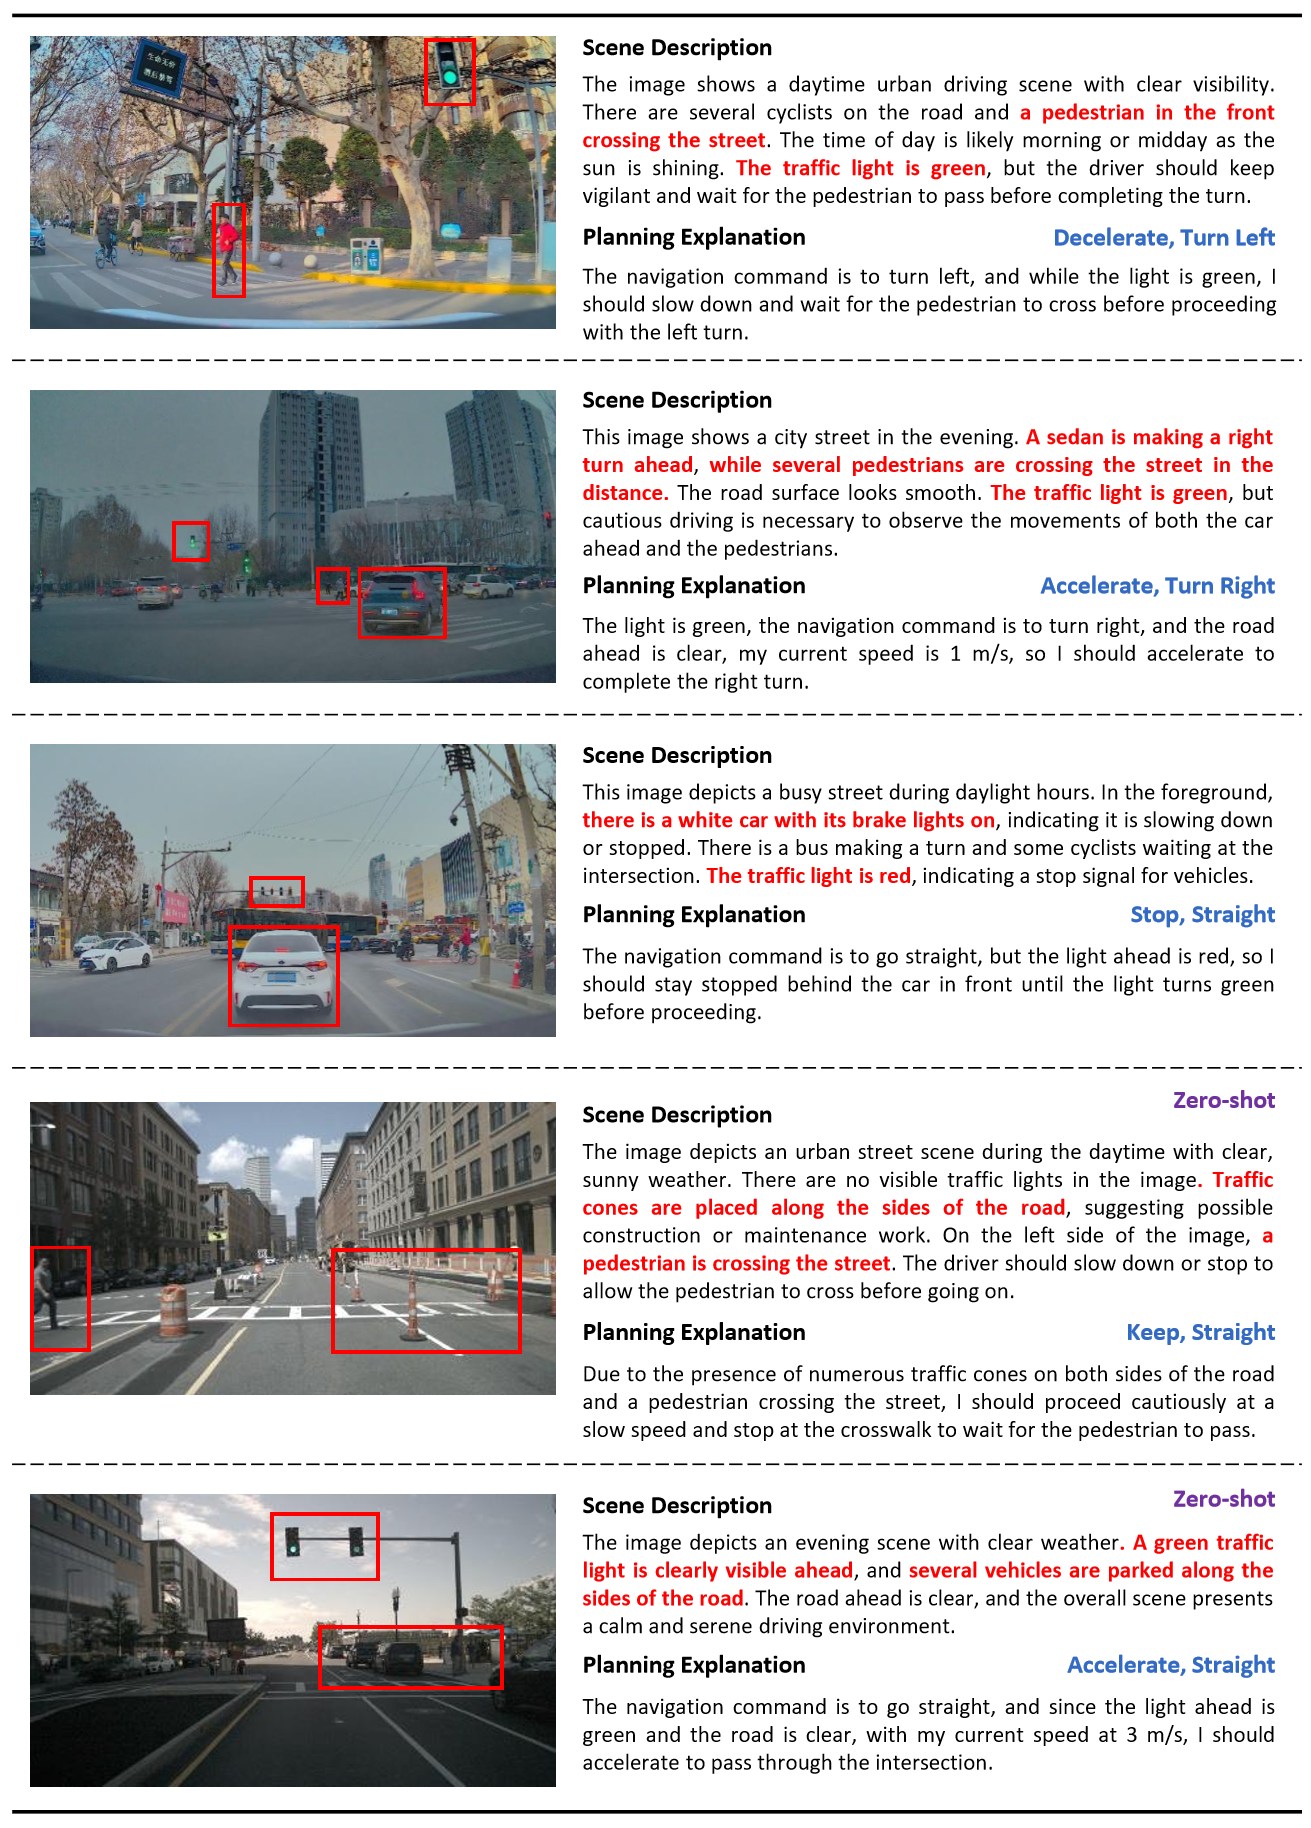 生命无价
酒后禁驾
Scene Description
The image shows a daytime urban driving scene with clear visibility.
There are several cyclists on the road and a pedestrian in the front
crossing the street. The time of day is likely morning or midday as the
sun is shining. The traffic light is green, but the driver should keep
vigilant and wait for the pedestrian to pass before completing the turn.
Planning Explanation Decelerate, Turn Left
The navigation command is to turn left, and while the light is green, I
should slow down and wait for the pedestrian to cross before proceeding
with the left turn.
Scene Description
This image shows a city street in the evening. A sedan is making a right
turn ahead, while several pedestrians are crossing the street in the
distance. The road surface looks smooth. The traffic light is green, but
cautious driving is necessary to observe the movements of both the car
ahead and the pedestrians.
Planning Explanation Accelerate, Turn Right
The light is green, the navigation command is to turn right, and the road
ahead is clear, my current speed is 1 m/s, so I should accelerate to
complete the right turn.
Scene Description
This image depicts a busy street during daylight hours. In the foreground,
there is a white car with its brake lights on, indicating it is slowing down
or stopped. There is a bus making a turn and some cyclists waiting at the
intersection. The traffic light is red, indicating a stop signal for vehicles.
Planning Explanation Stop, Straight
The navigation command is to go straight, but the light ahead is red, so I
should stay stopped behind the car in front until the light turns green
before proceeding.
Zero-shot
Scene Description
The image depicts an urban street scene during the daytime with clear,
sunny weather. There are no visible traffic lights in the image. Traffic
cones are placed along the sides of the road, suggesting possible
construction or maintenance work. On the left side of the image, a
pedestrian is crossing the street. The driver should slow down or stop to
allow the pedestrian to cross before going on.
Planning Explanation Keep, Straight
Due to the presence of numerous traffic cones on both sides of the road
and a pedestrian crossing the street, I should proceed cautiously at a
slow speed and stop at the crosswalk to wait for the pedestrian to pass.
Zero-shot
Scene Description
The image depicts an evening scene with clear weather. A green traffic
light is clearly visible ahead, and several vehicles are parked along the
sides of the road. The road ahead is clear, and the overall scene presents
a calm and serene driving environment.
Planning Explanation Accelerate, Straight
The navigation command is to go straight, and since the light ahead is
green and the road is clear, with my current speed at 3 m/s, I should
accelerate to pass through the intersection.